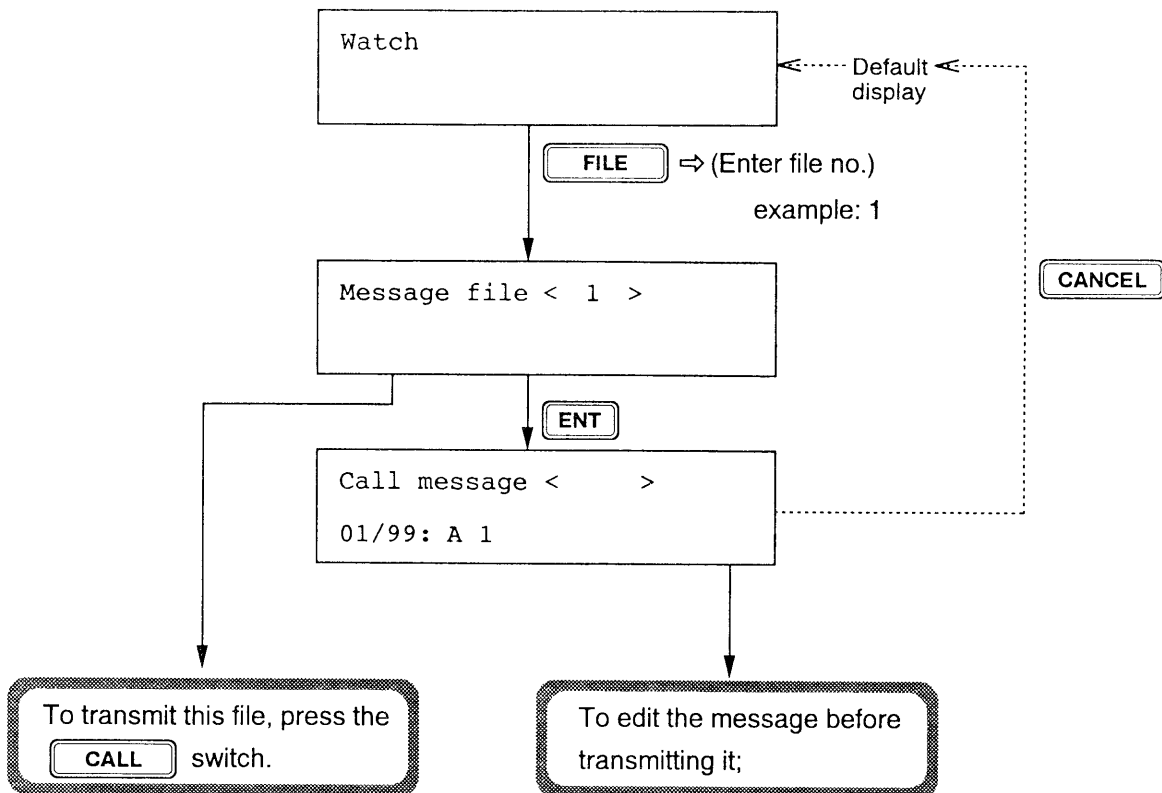 Watch
Default
display
FILE ⇨ (Enter file no.)
example: 1
Message file < 1 >
CANCEL
ENT
Call message < >
01/99: A 1
To transmit this file, press the
CALL switch.
To edit the message before
transmitting it;